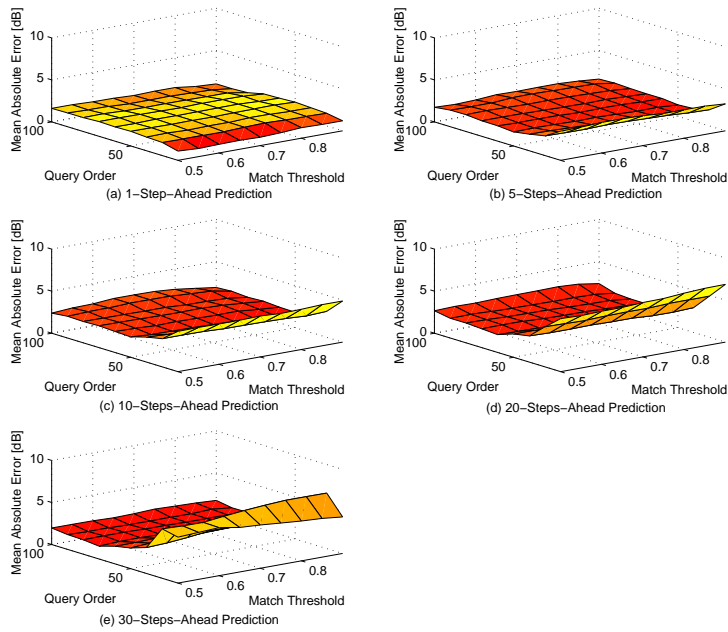 10
5
0
100
50
0.5
0.6
0.7
0.8
Mean Absolute Error [dB]
Query Order
Match Threshold
(a) 1−Step−Ahead Prediction
10
5
0
100
50
0.5
0.6
0.7
0.8
Mean Absolute Error [dB]
Query Order
Match Threshold
(b) 5−Steps−Ahead Prediction
10
5
0
100
50
0.5
0.6
0.7
0.8
Mean Absolute Error [dB]
Query Order
Match Threshold
(c) 10−Steps−Ahead Prediction
10
5
0
100
50
0.5
0.6
0.7
0.8
Mean Absolute Error [dB]
Query Order
Match Threshold
(d) 20−Steps−Ahead Prediction
10
5
0
100
50
0.5
0.6
0.7
0.8
Mean Absolute Error [dB]
Query Order
Match Threshold
(e) 30−Steps−Ahead Prediction